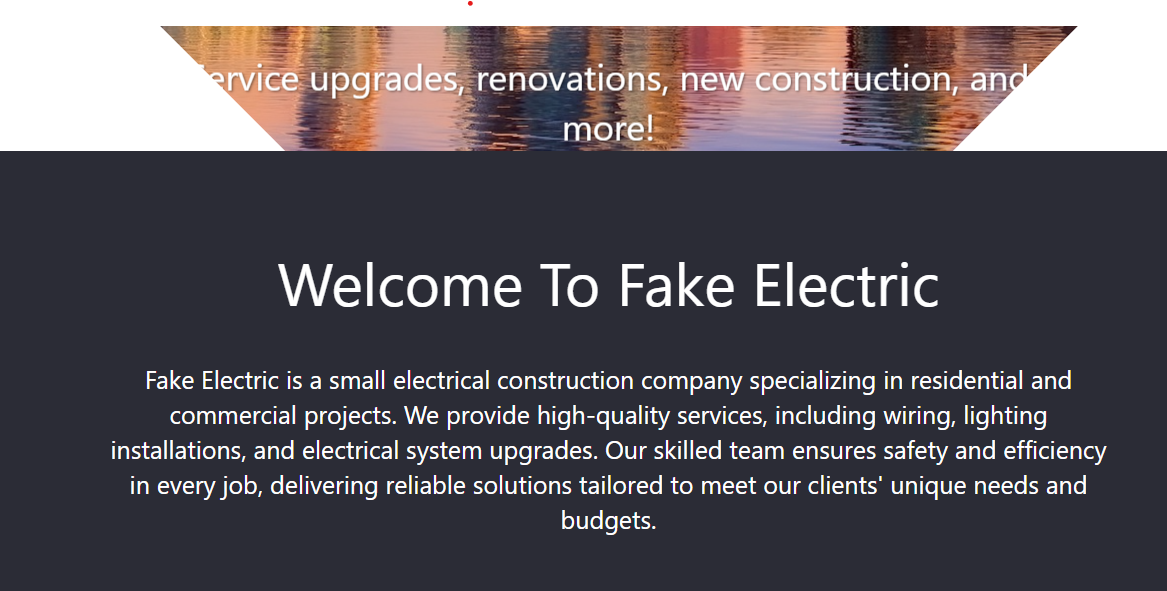 ervice upgrades, renovations, new construction, and
more!
Welcome To Fake Electric
Fake Electric is a small electrical construction company specializing in residential and
commercial projects. We provide high-quality services, including wiring, lighting
installations, and electrical system upgrades. Our skilled team ensures safety and efficiency
in every job, delivering reliable solutions tailored to meet our clients' unique needs and
budgets.